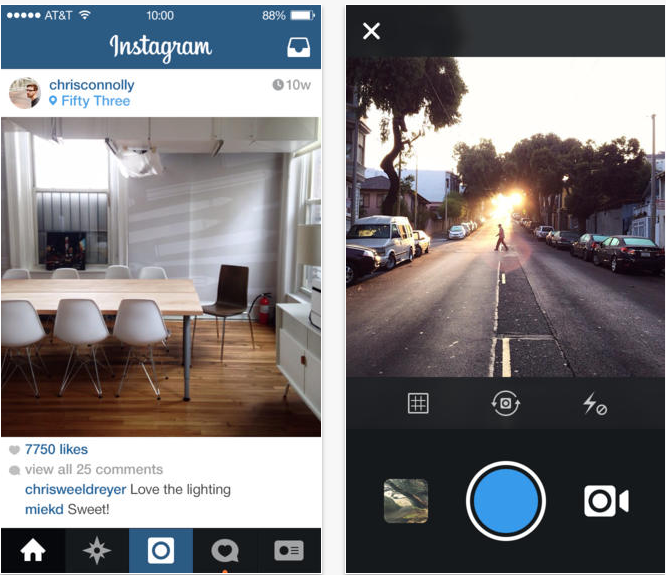 AT&T 10:00 88%
Instagram
chrisconnolly 10w
Fifty Three
7750 likes
view all 25 comments
chrisweeldreyer Love the lighting
miekd Sweet!